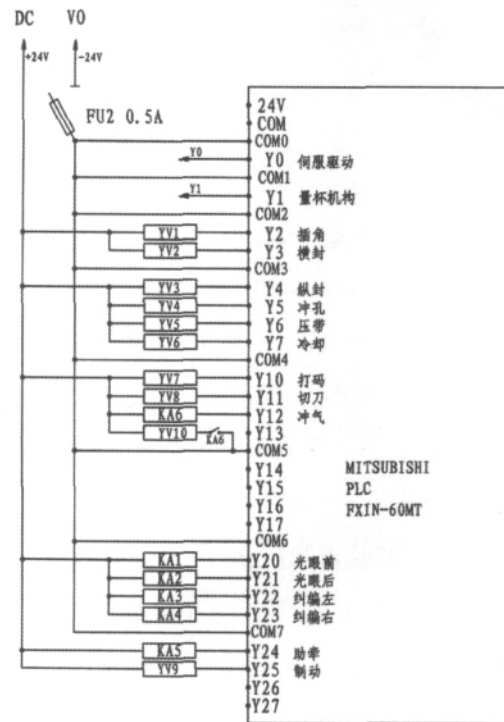 DC VO
+24V -24V
FU2 0.5A
24V
COM
COM0
Y0 Y0 伺服驱动
COM1
Y1 Y1 量杯机构
COM2
YV1 Y2 插角
YV2 Y3 横封
COM3
YV3 Y4 纵封
YV4 Y5 冲孔
YV5 Y6 压带
YV6 Y7 冷却
COM4
YV7 Y10 打码
YV8 Y11 切刀
KA6 Y12 冲气
YV10 KA6 Y13
COM5
Y14
MITSUBISHI
Y15
PLC
Y16
FX1N-60MT
Y17
COM6
KA1 Y20 光眼前
KA2 Y21 光眼后
KA3 Y22 纠编左
KA4 Y23 纠编右
COM7
KA5 Y24 助牵
YV9 Y25 制动
Y26
Y27